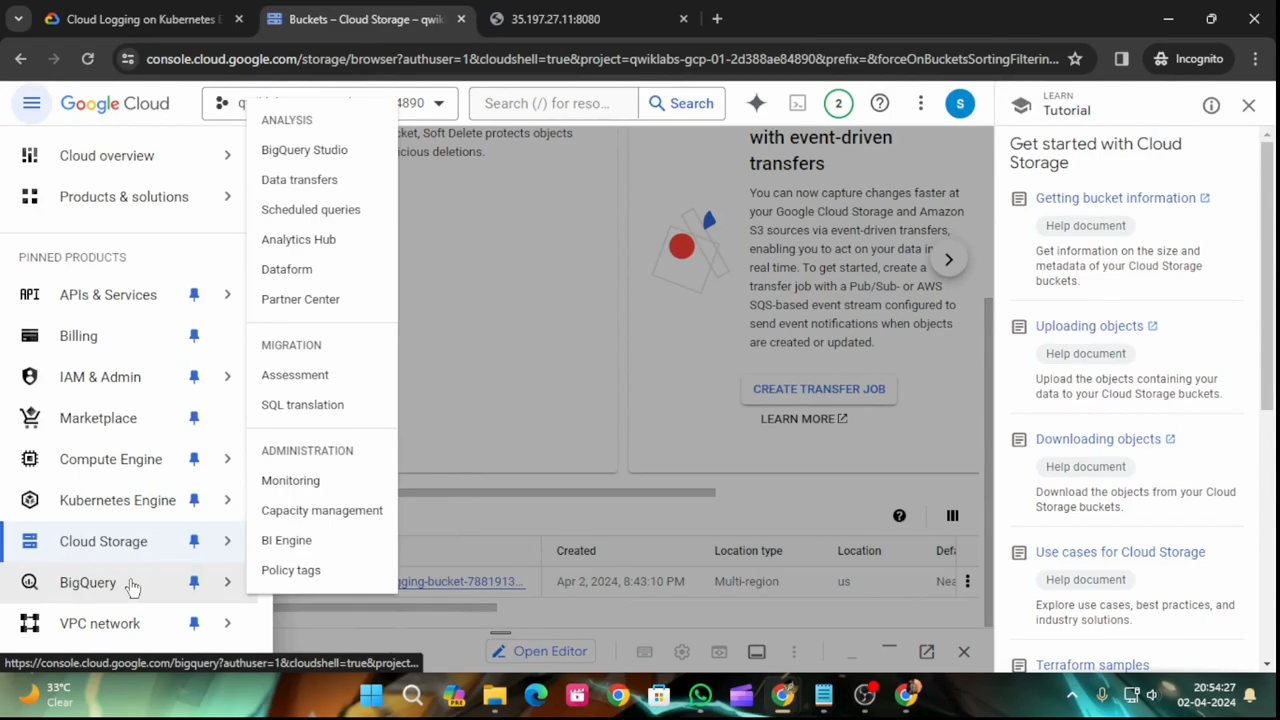 Cloud Logging on Kubernetes E
Buckets – Cloud Storage – qwik
35.197.27.11:8080
console.cloud.google.com/storage/browser?authuser=1&cloudshell=true&project=qwiklabs-gcp-01-2d388ae84890&prefix=&forceOnBucketsSortingFilterin...
Incognito
Google Cloud
4890
Search (/) for reso...
Search
2
S
LEARN
Tutorial
Cloud overview
Products & solutions
PINNED PRODUCTS
API APIs & Services
Billing
IAM & Admin
Marketplace
Compute Engine
Kubernetes Engine
Cloud Storage
BigQuery
VPC network
ANALYSIS
BigQuery Studio
Data transfers
Scheduled queries
Analytics Hub
Dataform
Partner Center
MIGRATION
Assessment
SQL translation
ADMINISTRATION
Monitoring
Capacity management
BI Engine
Policy tags
cket, Soft Delete protects objects
icious deletions.
with event-driven
transfers
You can now capture changes faster at
your Google Cloud Storage and Amazon
S3 sources via event-driven transfers,
enabling you to act on your data in
real time. To get started, create a
transfer job with a Pub/Sub- or AWS
SQS-based event stream configured to
send event notifications when objects
are created or updated.
CREATE TRANSFER JOB
LEARN MORE
Created
Location type
Location
Defa
gging-bucket-7881913...
Apr 2, 2024, 8:43:10 PM
Multi-region
us
Nea
Open Editor
Get started with Cloud
Storage
Getting bucket information
Help document
Get information on the size and
metadata of your Cloud Storage
buckets.
Uploading objects
Help document
Upload the objects containing your
data to your Cloud Storage buckets.
Downloading objects
Help document
Download the objects from your Cloud
Storage buckets.
Use cases for Cloud Storage
Help document
Explore use cases, best practices, and
industry solutions.
Terraform samples
https://console.cloud.google.com/bigquery?authuser=1&cloudshell=true&project...
33°C
Clear
PRE
20:54:27
02-04-2024